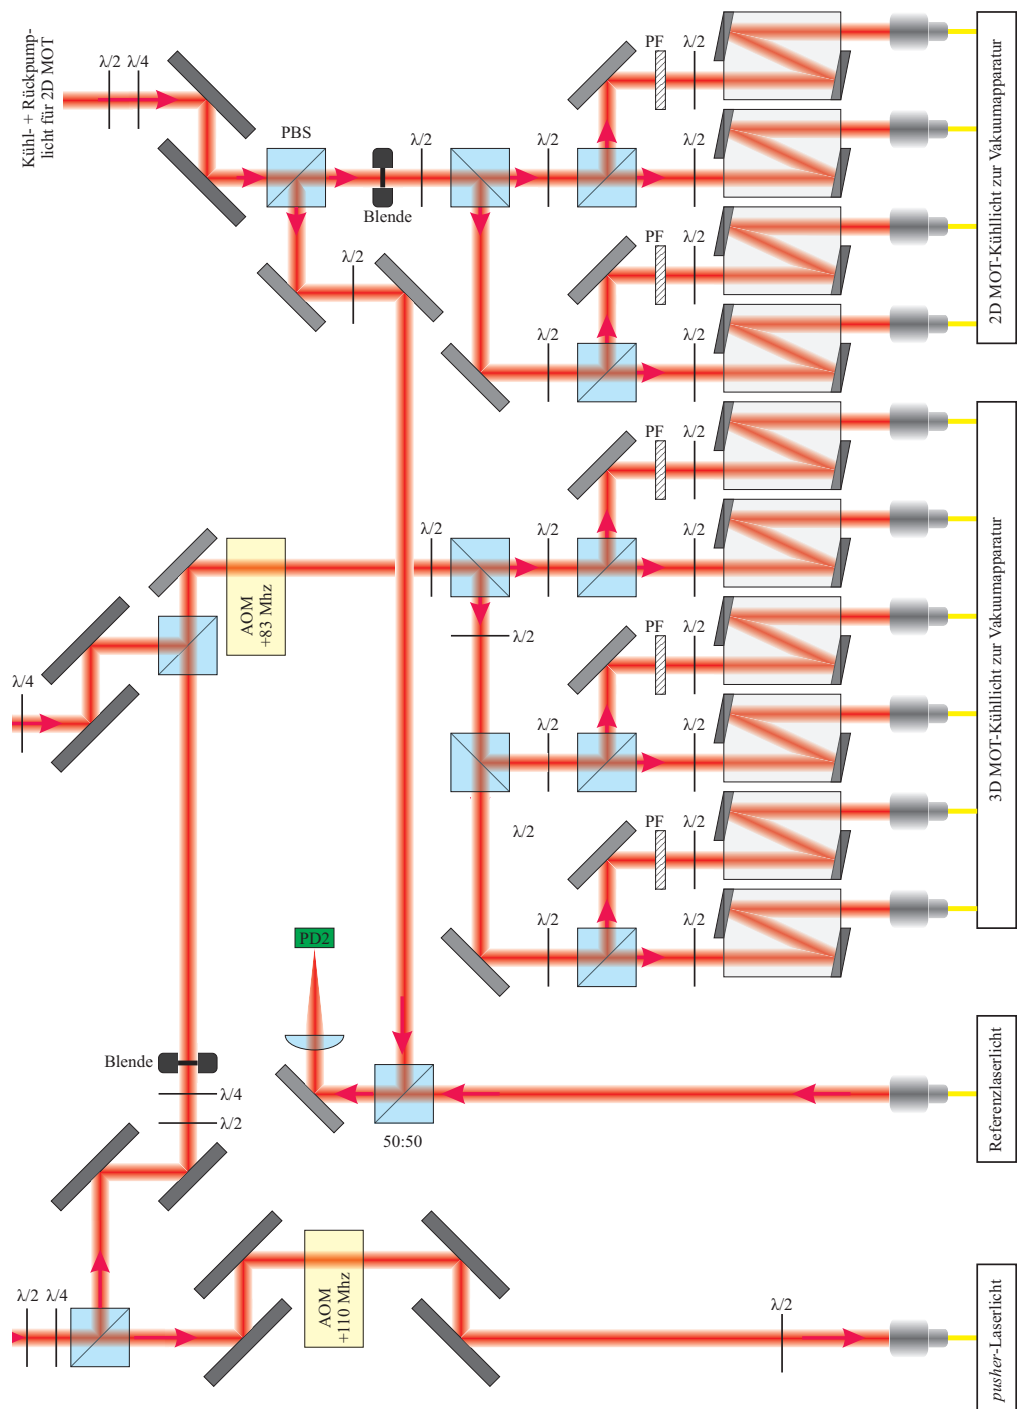 Kühl- + Rückpump-
licht für 2D MOT
λ/2
λ/4
PBS
Blende
λ/2
λ/2
PF
λ/2
λ/2
λ/2
PF
λ/2
λ/2
λ/2
2D MOT-Kühllicht zur Vakuumapparatur
λ/4
AOM
+83 Mhz
λ/2
λ/2
PF
λ/2
λ/2
λ/2
PF
λ/2
λ/2
λ/2
λ/2
PF
λ/2
λ/2
λ/2
3D MOT-Kühllicht zur Vakuumapparatur
PD2
Blende
λ/4
λ/2
50:50
Referenzlaserlicht
λ/2
λ/4
AOM
+110 Mhz
λ/2
pusher-Laserlicht